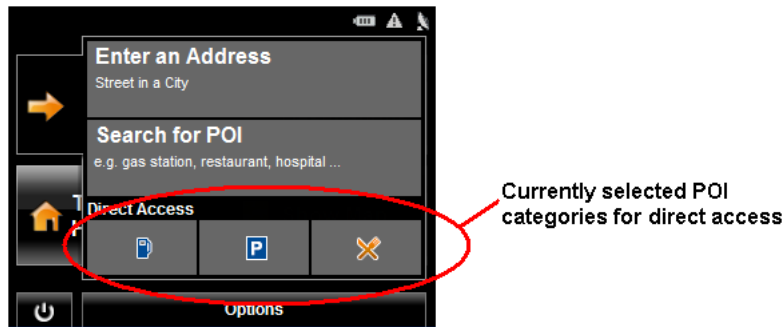 Enter an Address
Street in a City
Search for POI
e.g. gas station, restaurant, hospital ...
Direct Access
P
Options
Currently selected POI
categories for direct access